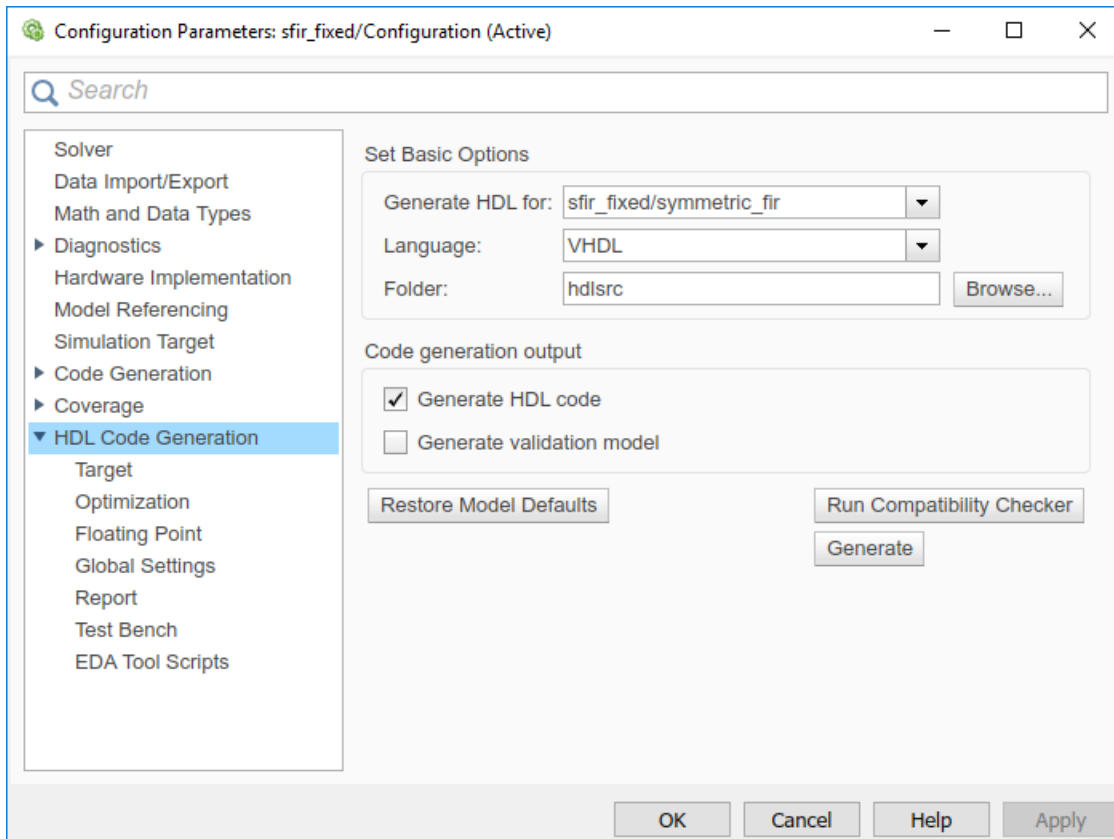 Configuration Parameters: sfir_fixed/Configuration (Active)
Search
Solver
Data Import/Export
Math and Data Types
Diagnostics
Hardware Implementation
Model Referencing
Simulation Target
Code Generation
Coverage
HDL Code Generation
Target
Optimization
Floating Point
Global Settings
Report
Test Bench
EDA Tool Scripts
Set Basic Options
Generate HDL for: sfir_fixed/symmetric_fir
Language: VHDL
Folder: hdlsrc Browse...
Code generation output
Generate HDL code
Generate validation model
Restore Model Defaults Run Compatibility Checker
Generate
OK Cancel Help Apply